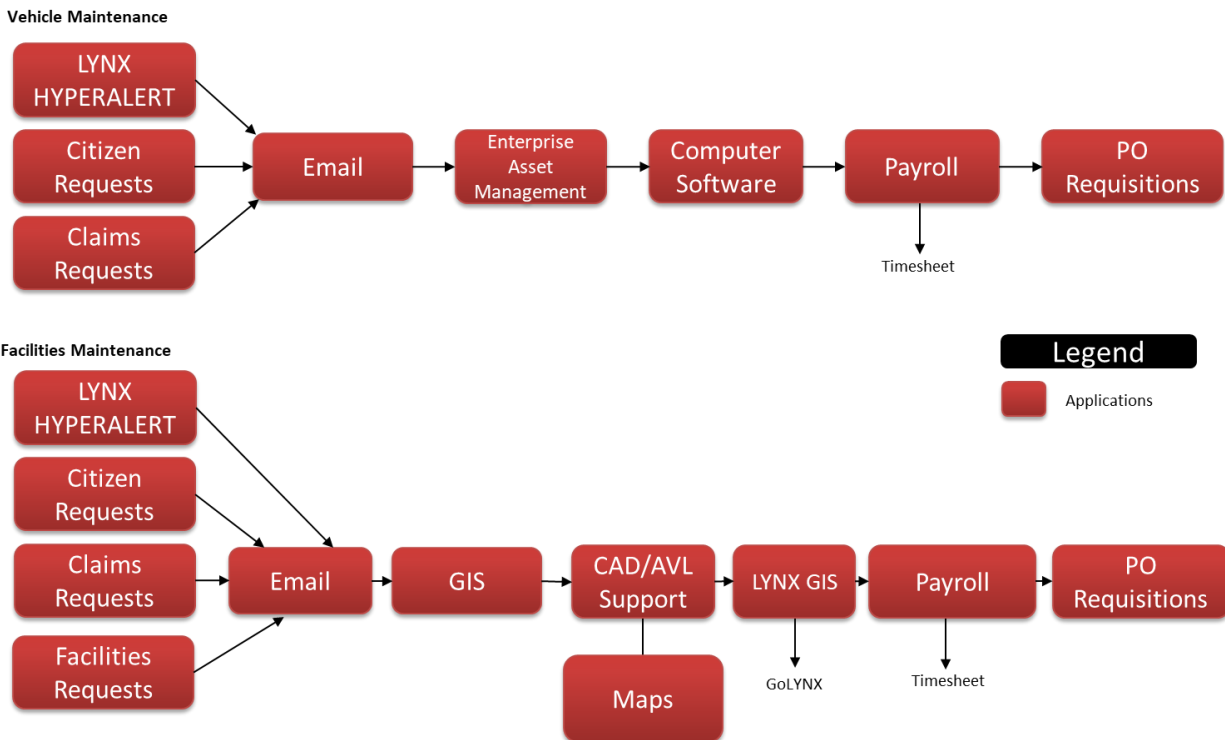 Vehicle Maintenance
LYNX
HYPERALERT
Citizen
Requests
Claims
Requests
Email
Enterprise
Asset
Management
Computer
Software
Payroll
PO
Requisitions
Timesheet
Facilities Maintenance
Legend
Applications
LYNX
HYPERALERT
Citizen
Requests
Claims
Requests
Facilities
Requests
Email
GIS
CAD/AVL
Support
Maps
LYNX GIS
GoLYNX
Payroll
Timesheet
PO
Requisitions